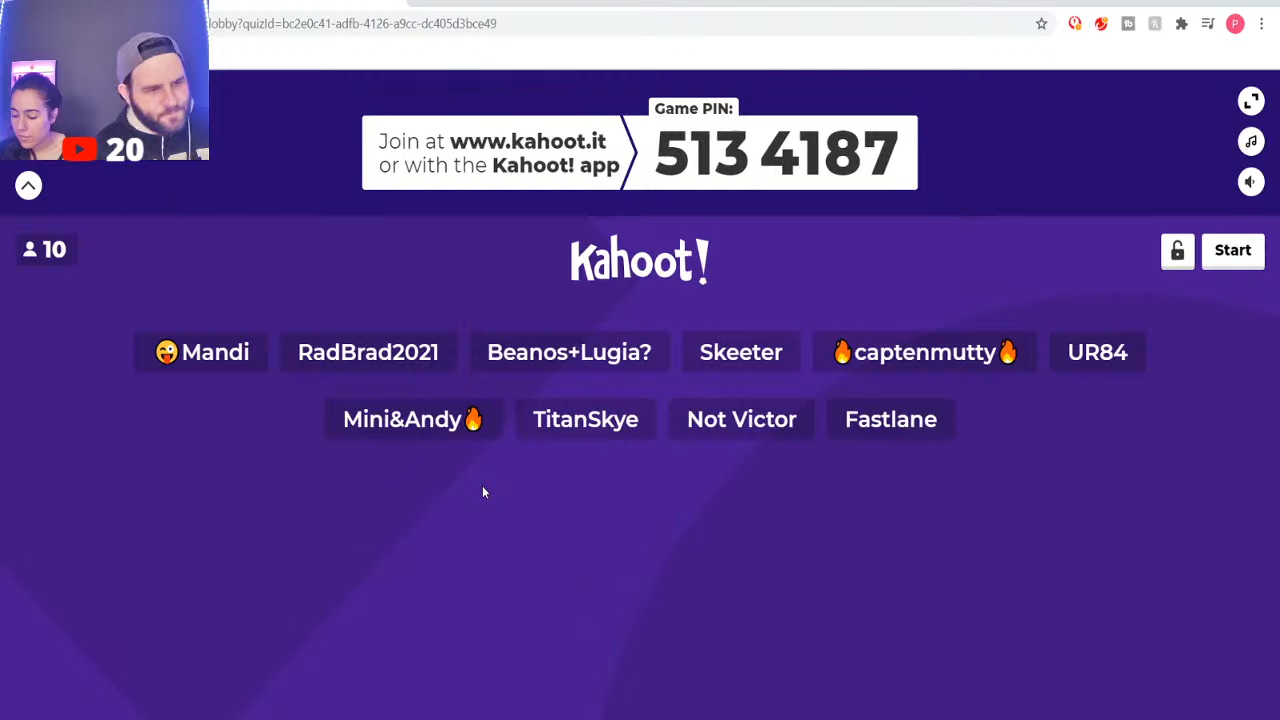 lobby?quizId=bc2e0c41-adfb-4126-a9cc-dc405d3bce49
20
Game PIN:
Join at www.kahoot.it
or with the Kahoot! app
513 4187
10
Kahoot!
Start
😜Mandi RadBrad2021 Beanos+Lugia? Skeeter 🔥captenmutty🔥 UR84
Mini&Andy🔥 TitanSkye Not Victor Fastlane